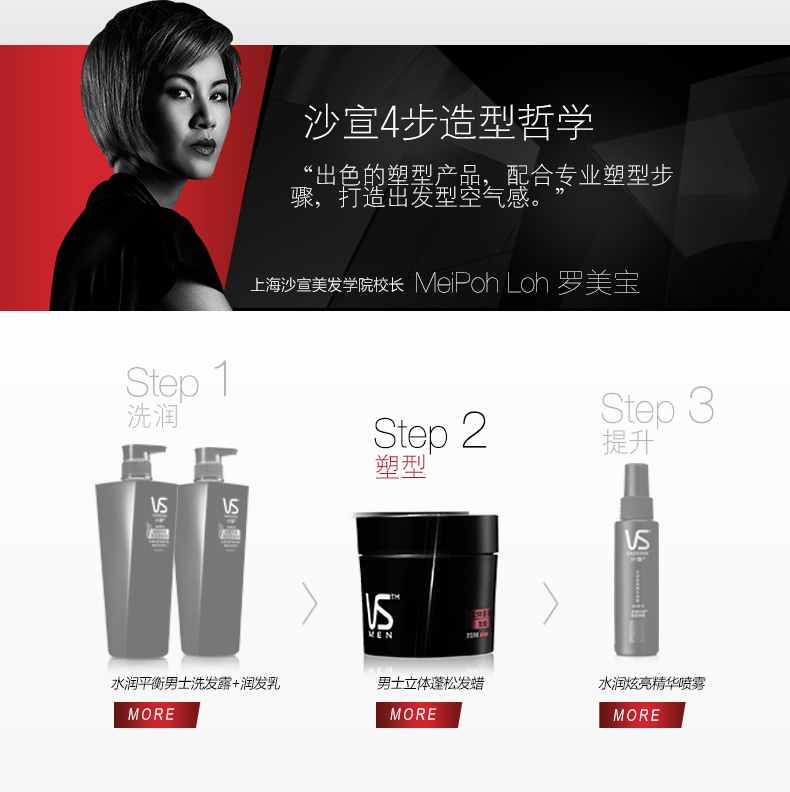 沙宣4步造型哲学
“出色的塑型产品，配合专业塑型步
骤，打造出发型空气感。”
上海沙宣美发学院校长 MeiPoh Loh 罗美宝
Step 1
洗润
Step 2
塑型
Step 3
提升
VS
VS
VS™
MEN
VS
水润平衡男士洗发露+润发乳
男士立体蓬松发蜡
水润炫亮精华喷雾
MORE
MORE
MORE